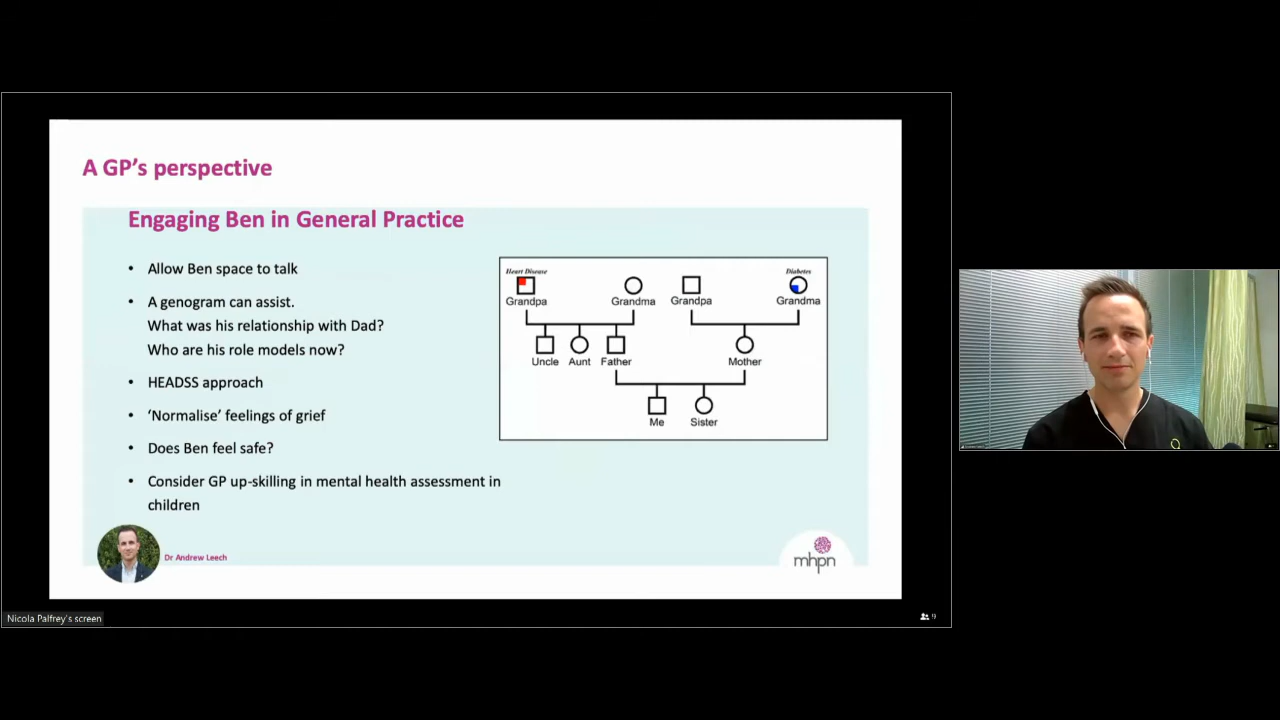 A GP's perspective
Engaging Ben in General Practice
• Allow Ben space to talk
• A genogram can assist.
What was his relationship with Dad?
Who are his role models now?
• HEADSS approach
• ‘Normalise’ feelings of grief
• Does Ben feel safe?
• Consider GP up-skilling in mental health assessment in
children
Heart Disease
Diabetes
Grandpa Grandma Grandpa Grandma
Uncle Aunt Father Mother
Me Sister
Dr Andrew Leech
mhpn
Nicola Palfrey's screen
9